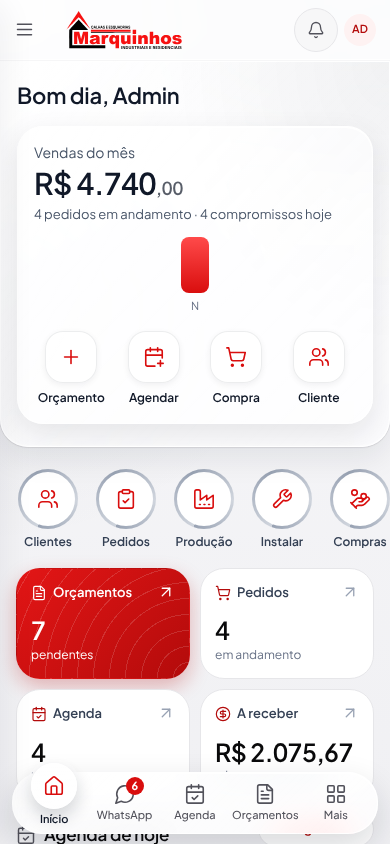 CALHAS E ESQUADRIAS
Marquinhos
INDUSTRIAIS E RESIDENCIAIS
AD
Bom dia, Admin
Vendas do mês
R$ 4.740,00
4 pedidos em andamento · 4 compromissos hoje
N
Orçamento
Agendar
Compra
Cliente
Clientes
Pedidos
Produção
Instalar
Compras
Orçamentos
7
pendentes
Pedidos
4
em andamento
Agenda
4
A receber
R$ 2.075,67
Início
6
WhatsApp
Agenda
Orçamentos
Mais
Agenda de hoje